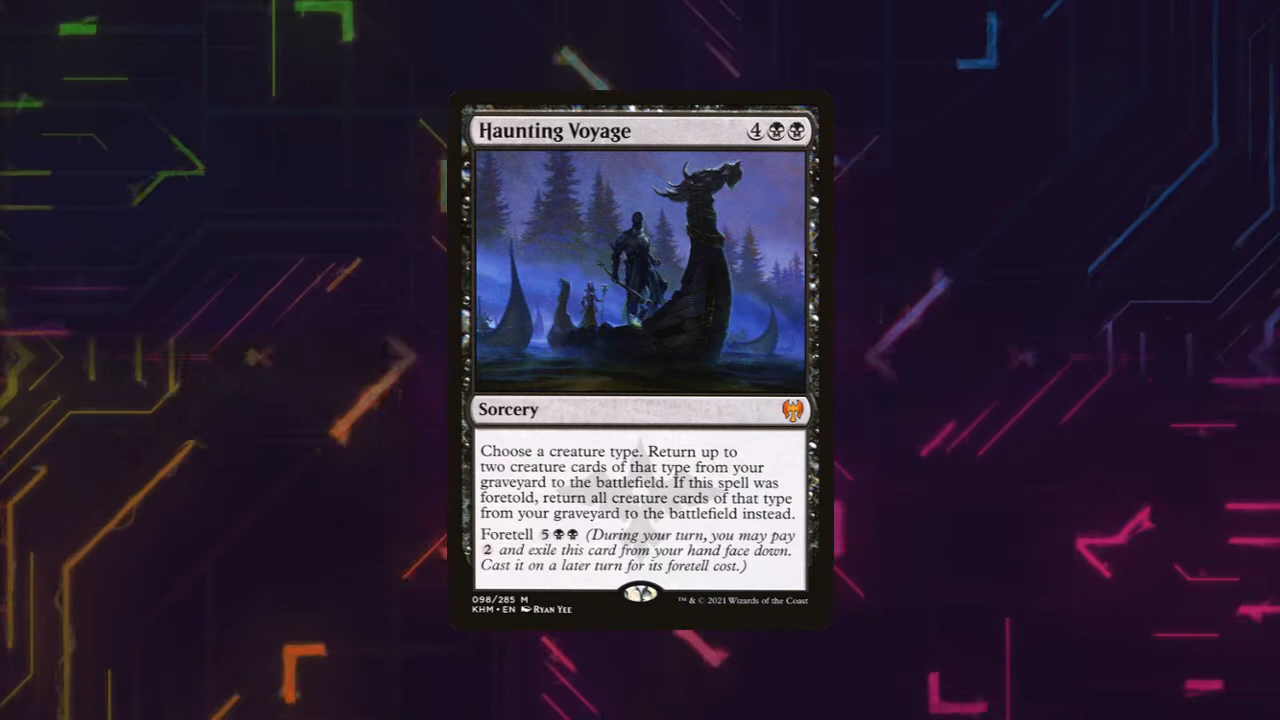 Haunting Voyage 4
Sorcery
Choose a creature type. Return up to
two creature cards of that type from your
graveyard to the battlefield. If this spell was
foretold, return all creature cards of that type
from your graveyard to the battlefield instead.
Foretell 5 (During your turn, you may pay
2 and exile this card from your hand face down.
Cast it on a later turn for its foretell cost.)
098/285 M
KHM • EN Ryan Yee
™ & © 2021 Wizards of the Coast